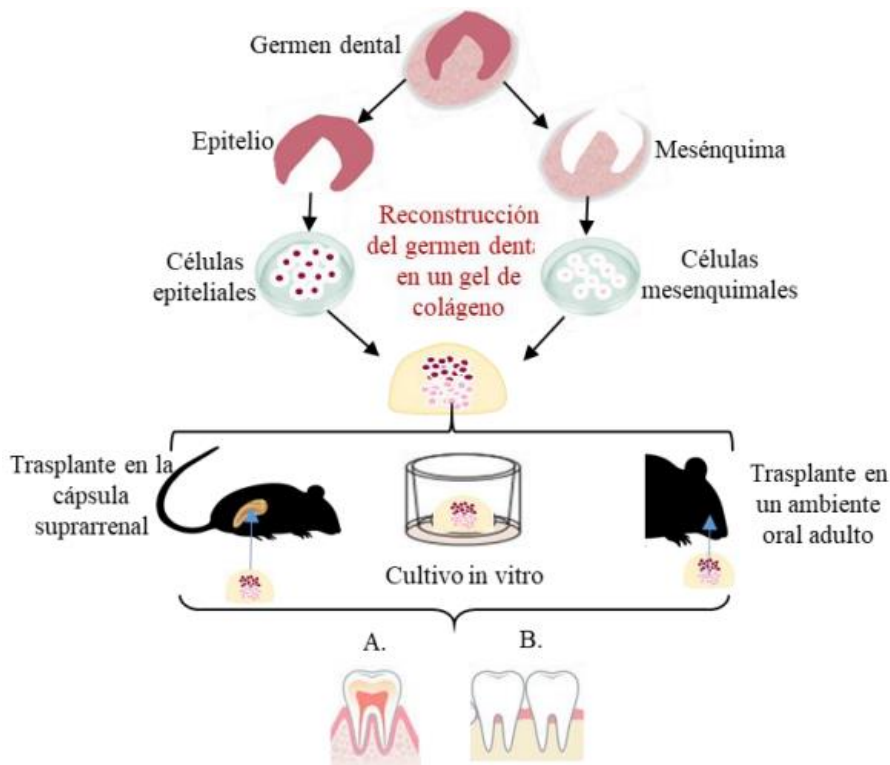 Germen dental
Epitelio
Mesénquima
Reconstrucción
del germen denta
en un gel de
colágeno
Células
epiteliales
Células
mesenquimales
Trasplante en la
cápsula
suprarrenal
Cultivo in vitro
Trasplante en
un ambiente
oral adulto
A.
B.